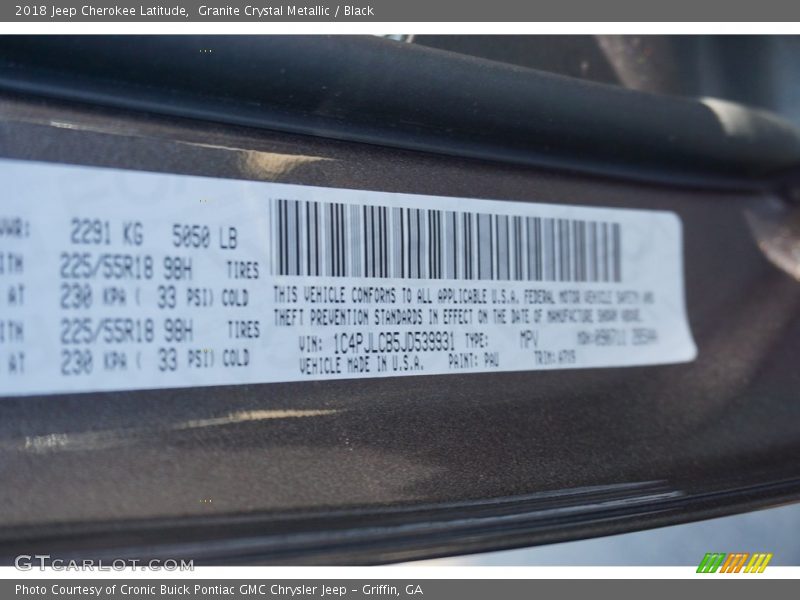 2018 Jeep Cherokee Latitude, Granite Crystal Metallic / Black
2291 KG 5050 LB
225/55R18 98H TIRES
AT 230 KPA ( 33 PSI) COLD
225/55R18 98H TIRES
AT 230 KPA ( 33 PSI) COLD
THIS VEHICLE CONFORMS TO ALL APPLICABLE U.S.A. FEDERAL MOTOR VEHICLE SAFETY AND
THEFT PREVENTION STANDARDS IN EFFECT ON THE DATE OF MANUFACTURE SHOWN ABOVE.
VIN: 1C4PJLCB5JD539931 TYPE: MPV
VEHICLE MADE IN U.S.A. PAINT: PAU TRIM: A7X9
GTCARLOT.COM
Photo Courtesy of Cronic Buick Pontiac GMC Chrysler Jeep - Griffin, GA